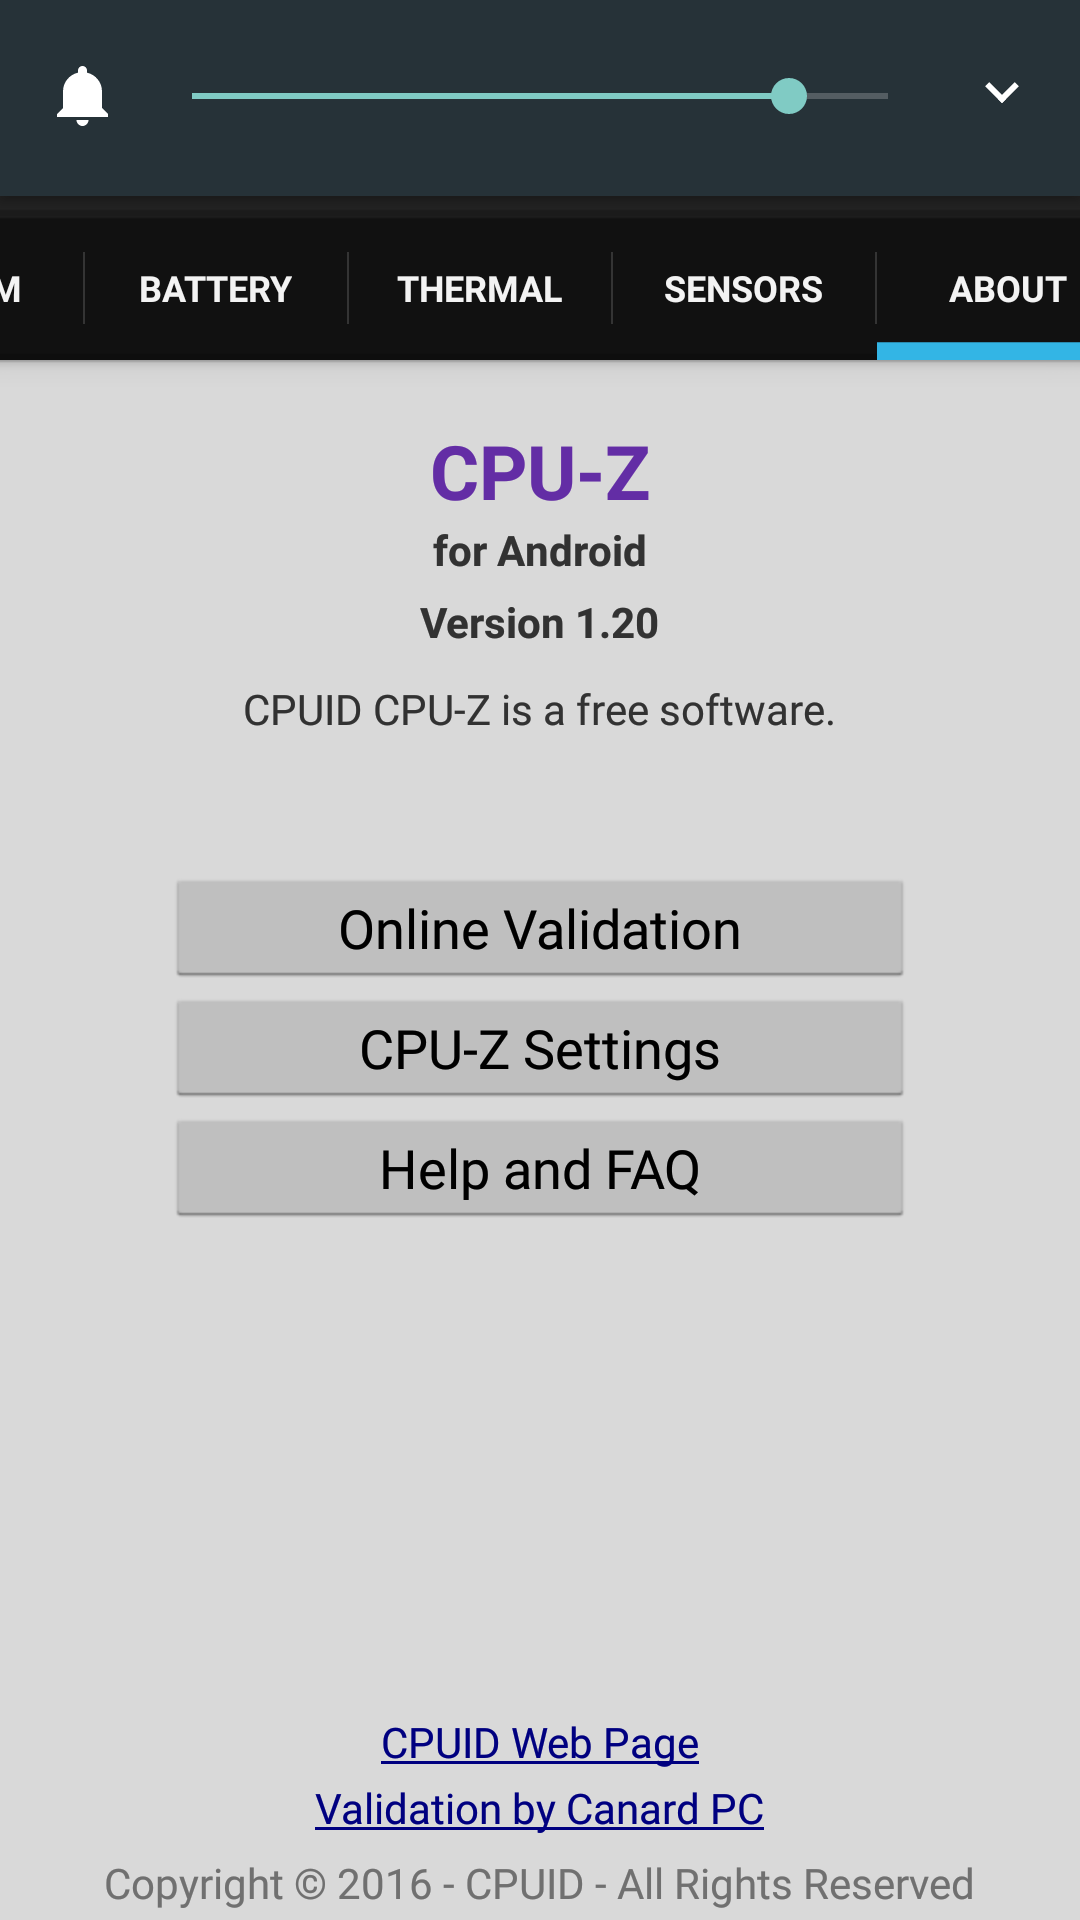 M BATTERY THERMAL SENSORS ABOUT
CPU-Z
for Android
Version 1.20
CPUID CPU-Z is a free software.
Online Validation
CPU-Z Settings
Help and FAQ
CPUID Web Page
Validation by Canard PC
Copyright © 2016 - CPUID - All Rights Reserved